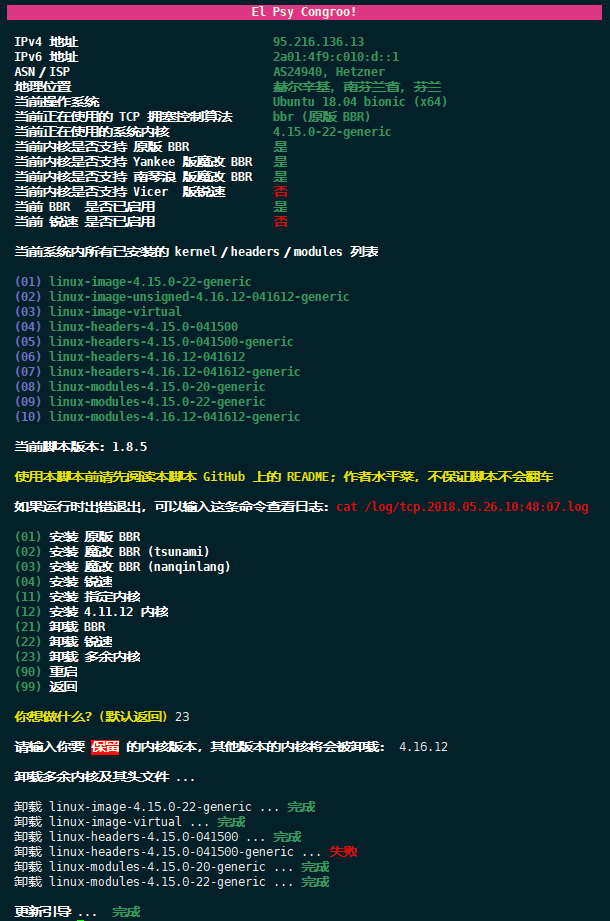 El Psy Congroo!
IPv4 地址 95.216.136.13
IPv6 地址 2a01:4f9:c010:d::1
ASN/ISP AS24940, Hetzner
地理位置 赫尔辛基, 南芬兰省, 芬兰
当前操作系统 Ubuntu 18.04 bionic (x64)
当前正在使用的 TCP 拥塞控制算法 bbr (原版 BBR)
当前正在使用的系统内核 4.15.0-22-generic
当前内核是否支持 原版 BBR 是
当前内核是否支持 Yankee 版魔改 BBR 是
当前内核是否支持 南琴浪 版魔改 BBR 是
当前内核是否支持 Vicer 版锐速 否
当前 BBR 是否已启用 是
当前 锐速 是否已启用 否
当前系统内所有已安装的 kernel/headers/modules 列表
(01) linux-image-4.15.0-22-generic
(02) linux-image-unsigned-4.16.12-041612-generic
(03) linux-image-virtual
(04) linux-headers-4.15.0-041500
(05) linux-headers-4.15.0-041500-generic
(06) linux-headers-4.16.12-041612
(07) linux-headers-4.16.12-041612-generic
(08) linux-modules-4.15.0-20-generic
(09) linux-modules-4.15.0-22-generic
(10) linux-modules-4.16.12-041612-generic
当前脚本版本: 1.8.5
使用本脚本前请先阅读本脚本 GitHub 上的 README; 作者水平菜, 不保证脚本不会翻车
如果运行时出错退出, 可以输入这条命令查看日志: cat /log/tcp.2018.05.26.10:48:07.log
(01) 安装 原版 BBR
(02) 安装 魔改 BBR (tsunami)
(03) 安装 魔改 BBR (nanqinlang)
(04) 安装 锐速
(11) 安装 指定内核
(12) 安装 4.11.12 内核
(21) 卸载 BBR
(22) 卸载 锐速
(23) 卸载 多余内核
(90) 重启
(99) 返回
你想做什么? (默认返回) 23
请输入你要 保留 的内核版本, 其他版本的内核将会被卸载: 4.16.12
卸载多余内核及其头文件 ...
卸载 linux-image-4.15.0-22-generic ... 完成
卸载 linux-image-virtual ... 完成
卸载 linux-headers-4.15.0-041500 ... 完成
卸载 linux-headers-4.15.0-041500-generic ... 失败
卸载 linux-modules-4.15.0-20-generic ... 完成
卸载 linux-modules-4.15.0-22-generic ... 完成
更新引导 ... 完成